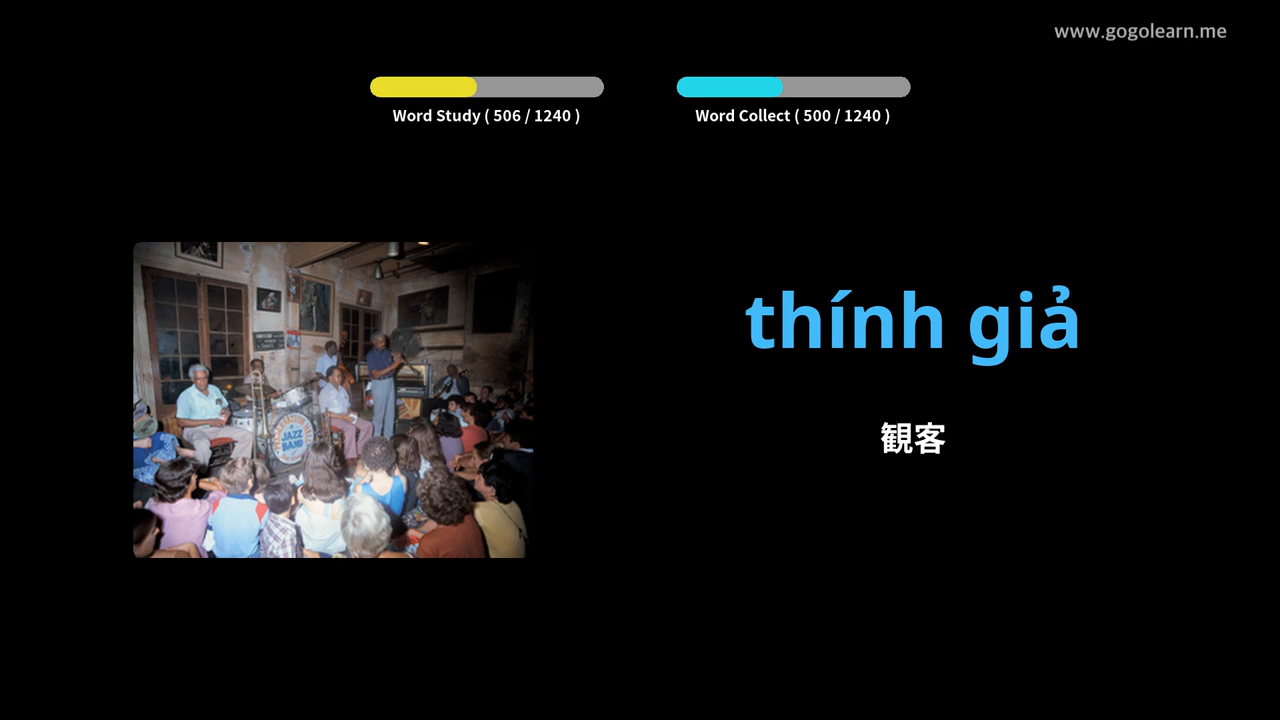 www.gogolearn.me
Word Study ( 506 / 1240 )
Word Collect ( 500 / 1240 )
thính giả
観客
JAZZ
BAND